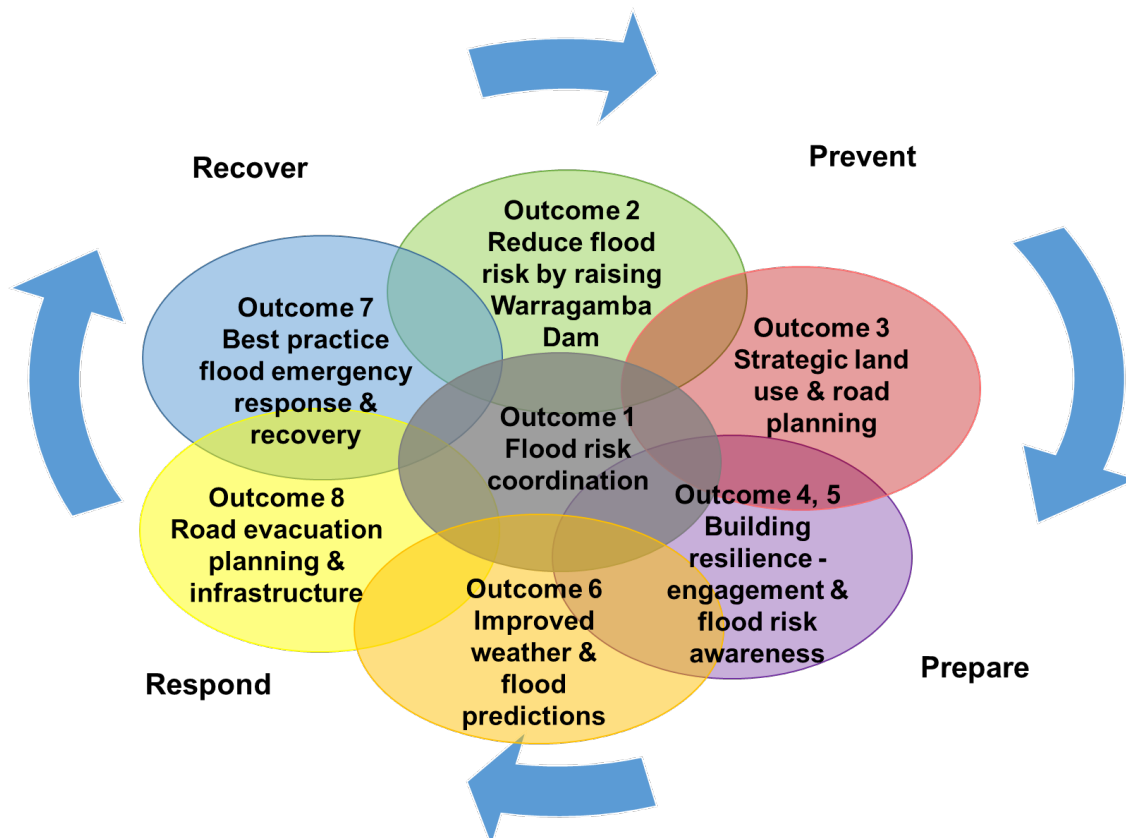 Recover
Prevent
Outcome 2
Reduce flood
risk by raising
Warragamba
Dam
Outcome 7
Best practice
flood emergency
response &
recovery
Outcome 3
Strategic land
use & road
planning
Outcome 1
Flood risk
coordination
Outcome 8
Road evacuation
planning &
infrastructure
Outcome 4, 5
Building
resilience -
engagement &
flood risk
awareness
Outcome 6
Improved
weather &
flood
predictions
Respond
Prepare